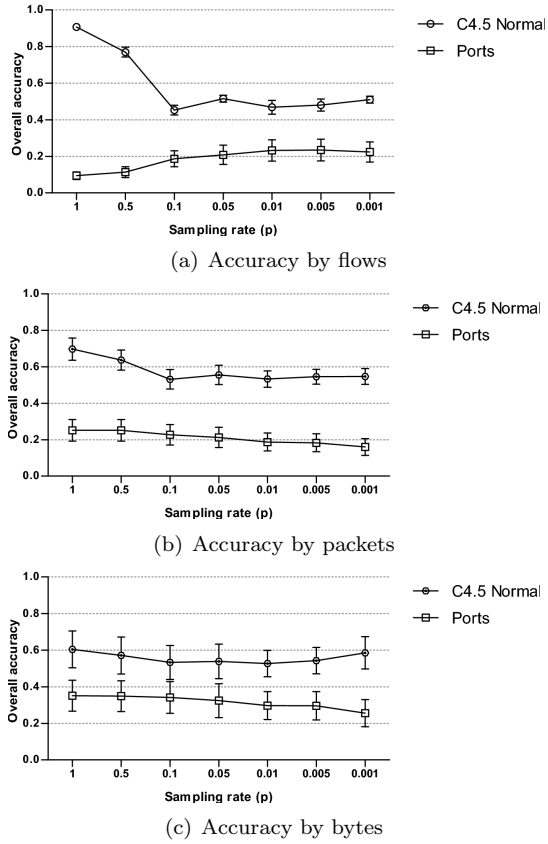 1.0
0.8
0.6
0.4
0.2
0.0
Overall accuracy
1 0.5 0.1 0.05 0.01 0.005 0.001
Sampling rate (p)
C4.5 Normal
Ports
(a) Accuracy by flows
1.0
0.8
0.6
0.4
0.2
0.0
Overall accuracy
1 0.5 0.1 0.05 0.01 0.005 0.001
Sampling rate (p)
C4.5 Normal
Ports
(b) Accuracy by packets
1.0
0.8
0.6
0.4
0.2
0.0
Overall accuracy
1 0.5 0.1 0.05 0.01 0.005 0.001
Sampling rate (p)
C4.5 Normal
Ports
(c) Accuracy by bytes